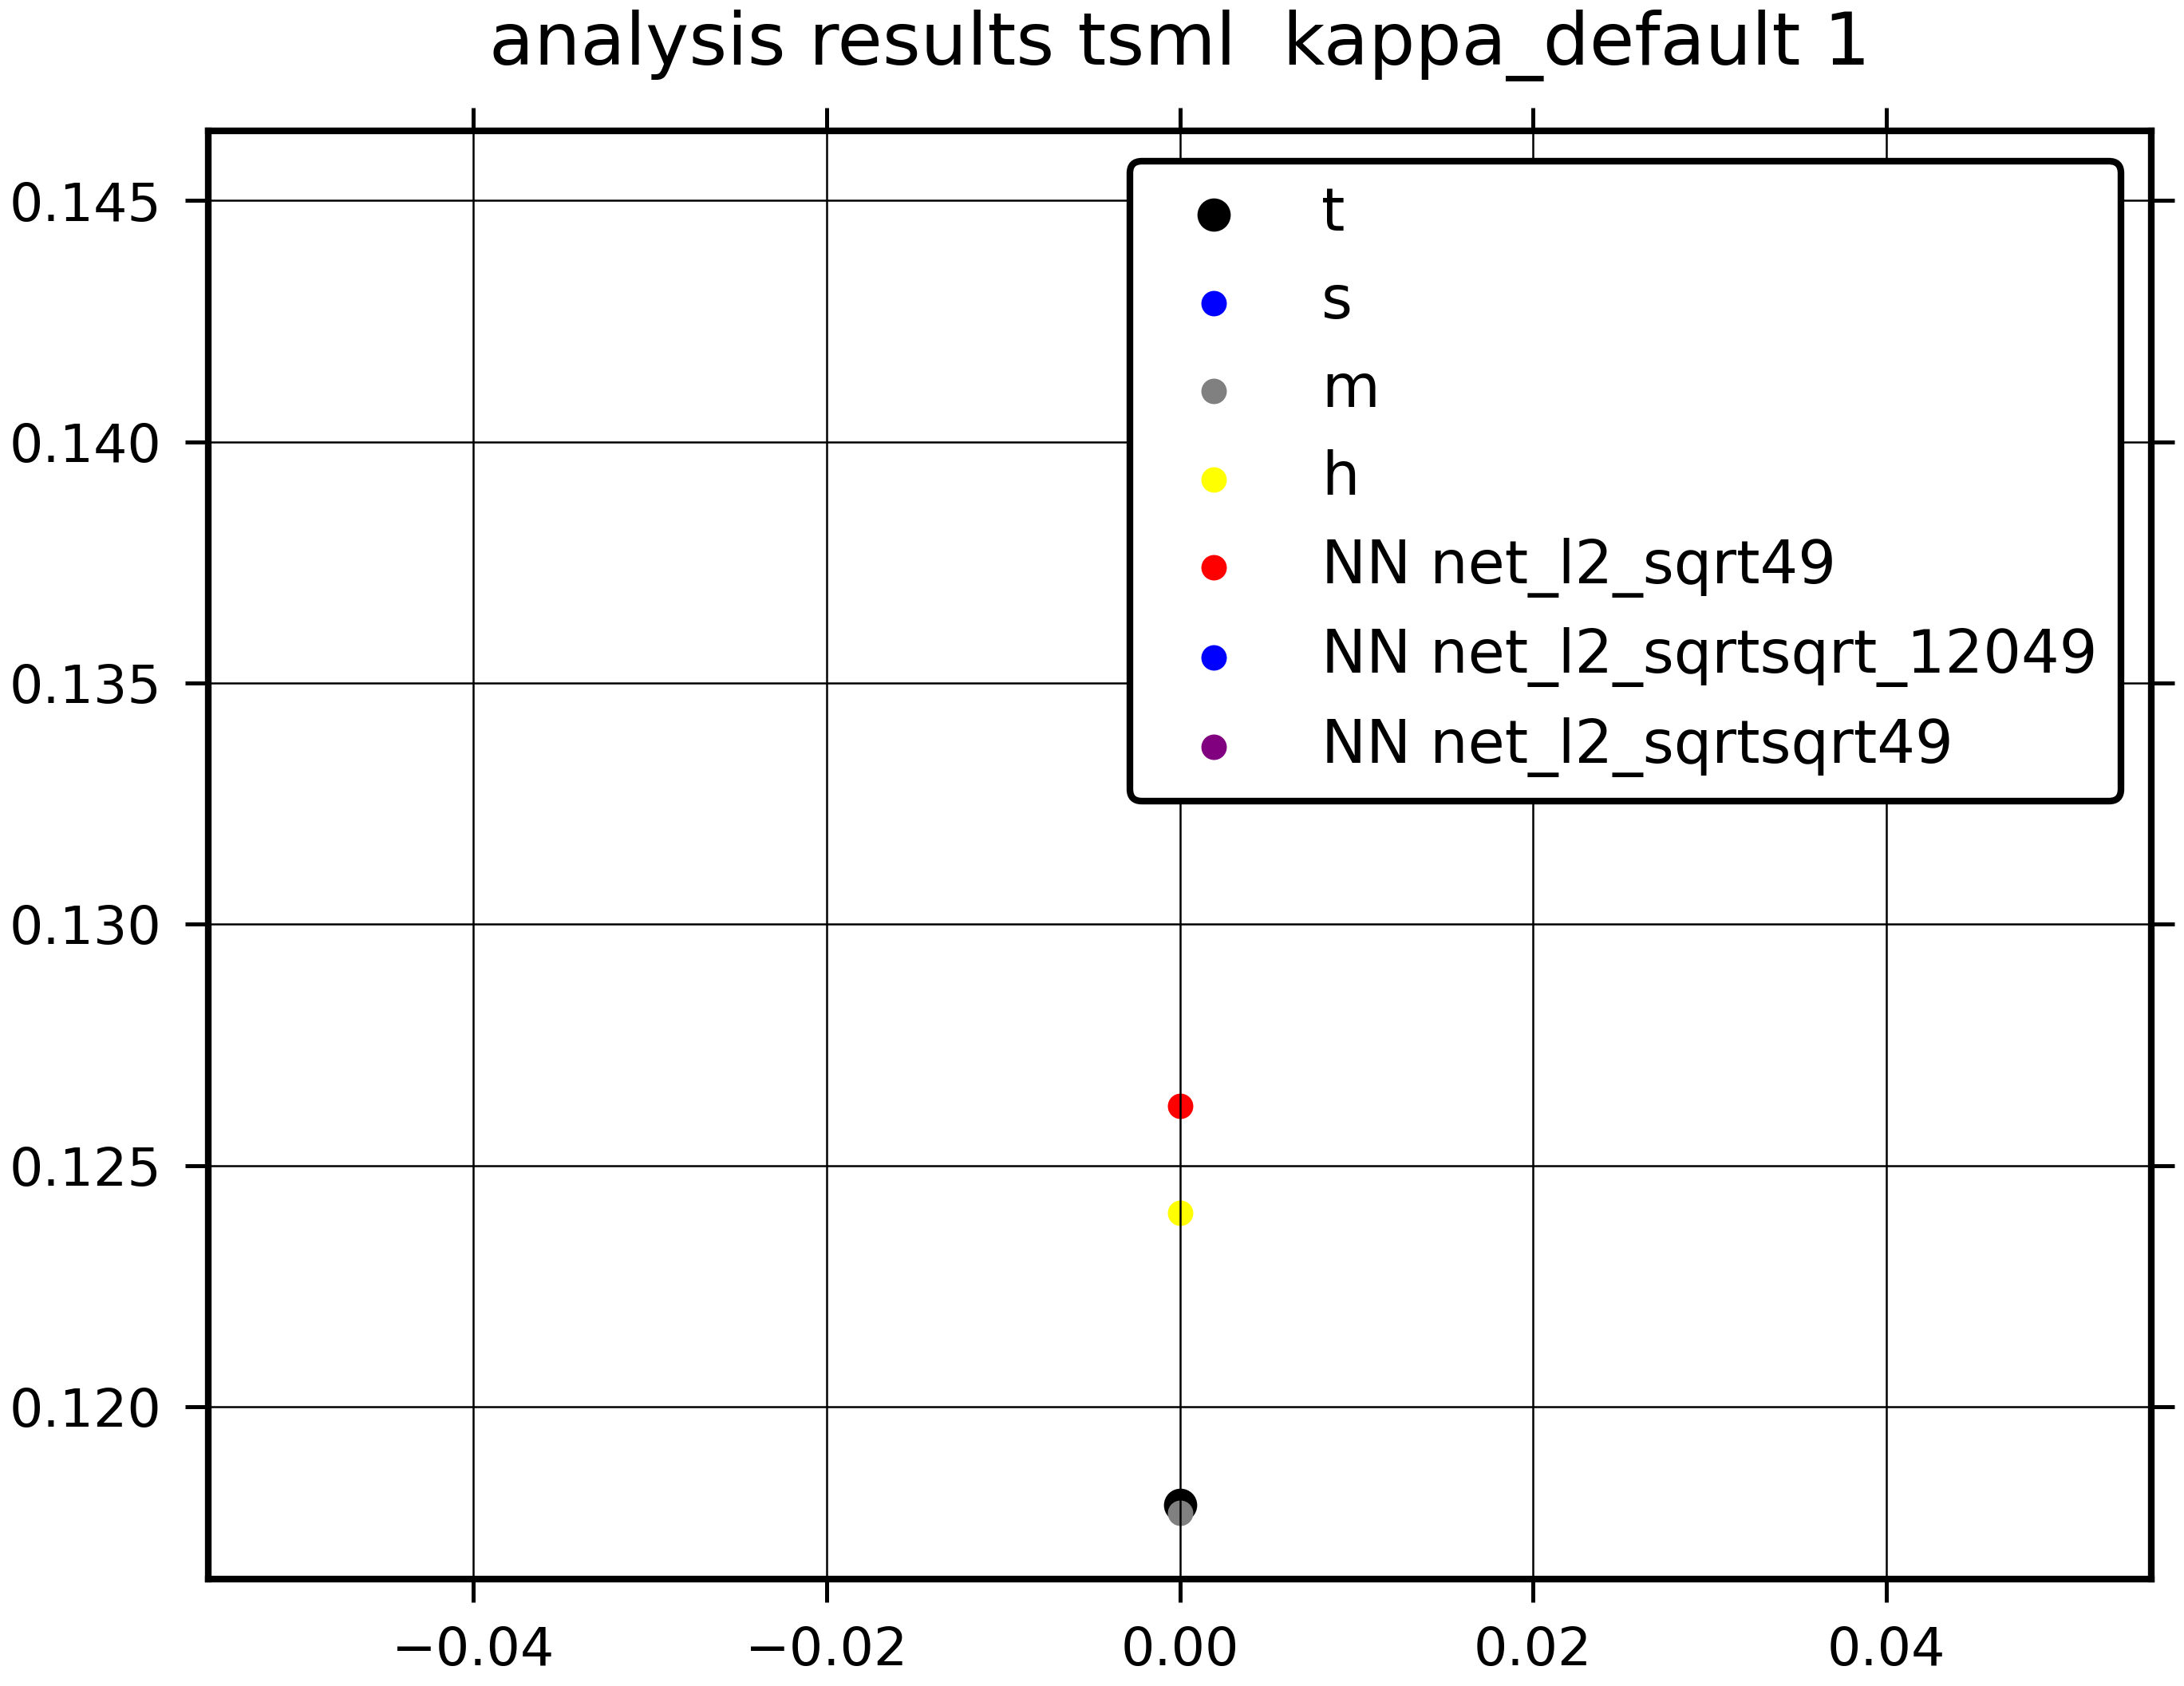 analysis results tsml  kappa_default 1
0.145
0.140
0.135
0.130
0.125
0.120
t
s
m
h
NN net_l2_sqrt49
NN net_l2_sqrtsqrt_12049
NN net_l2_sqrtsqrt49
−0.04 −0.02 0.00 0.02 0.04